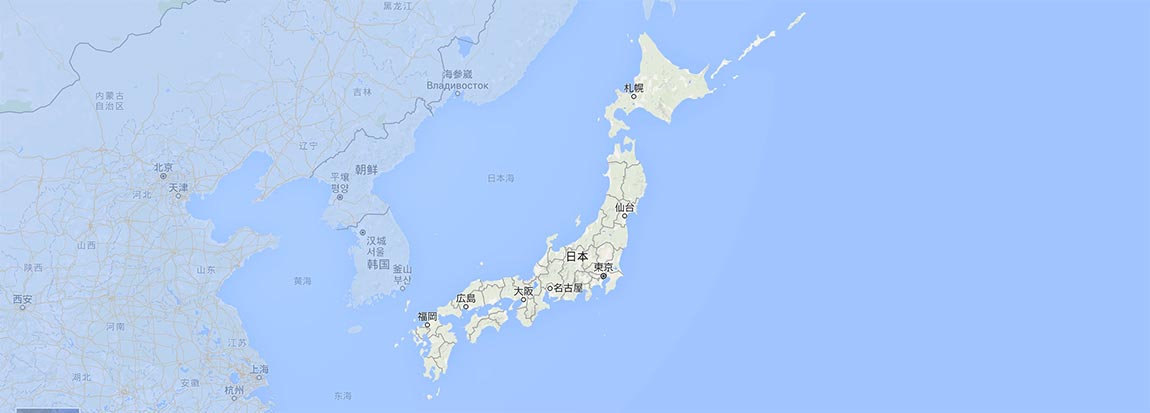 黑龙江
海参崴
Владивосток
札幌
内蒙古
自治区
吉林
辽宁
北京
朝鲜
平壤
평양
天津
河北
日本海
仙台
汉城
서울
韩国
山西
山东
陕西
黄海
釜山
부산
日本
東京
名古屋
大阪
広島
西安
福岡
河南
江苏
上海
湖北
安徽
杭州
东海